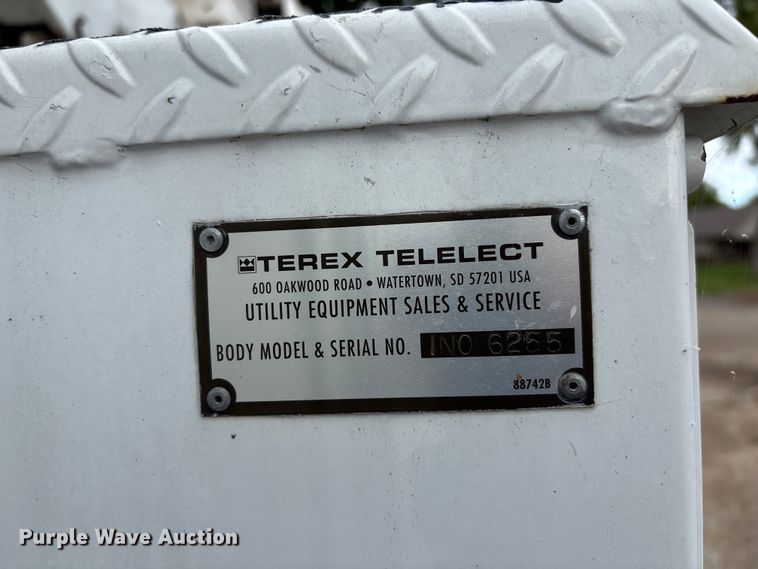 TEREX TELELECT
600 OAKWOOD ROAD • WATERTOWN, SD 57201 USA
UTILITY EQUIPMENT SALES & SERVICE
BODY MODEL & SERIAL NO. INO 6255
88742B
Purple Wave Auction